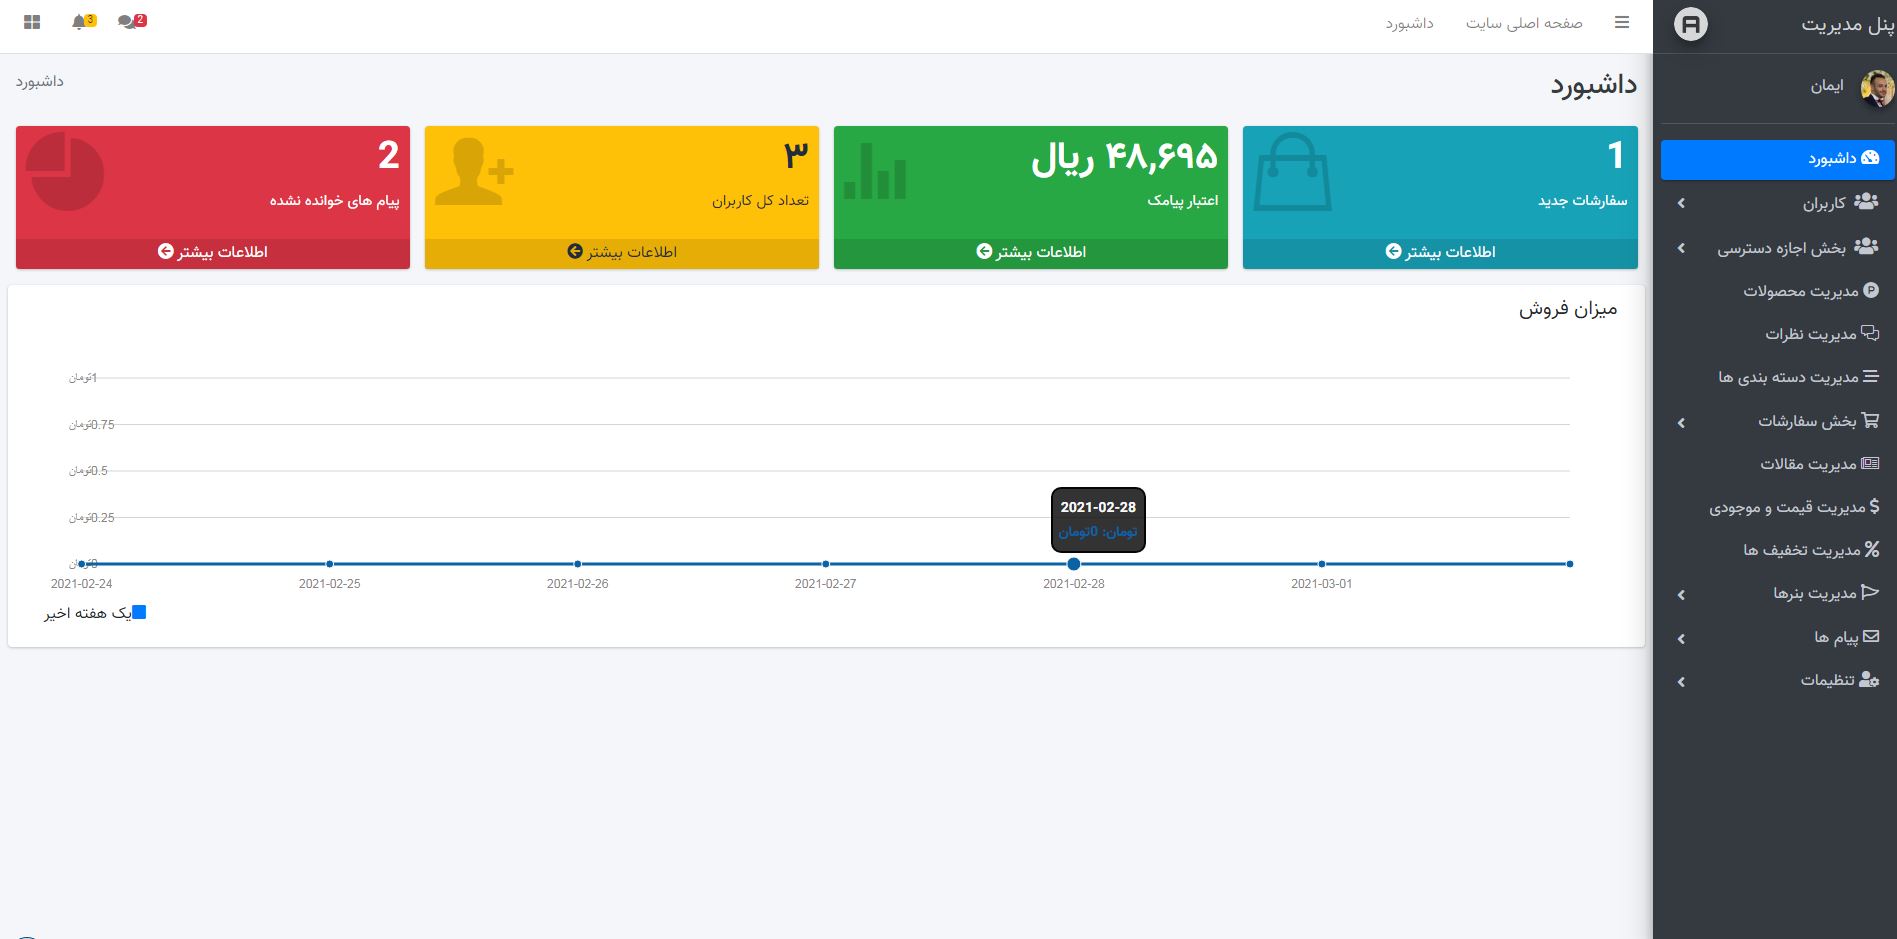 پنل مدیریت
ایمان
داشبورد
کاربران
بخش اجازه دسترسی
مدیریت محصولات
مدیریت نظرات
مدیریت دسته بندی ها
بخش سفارشات
مدیریت مقالات
مدیریت قیمت و موجودی
مدیریت تخفیف ها
مدیریت بنرها
پیام ها
تنظیمات
صفحه اصلی سایت
داشبورد
2
3
داشبورد
داشبورد
1
سفارشات جدید
اطلاعات بیشتر
۴۸,۶۹۵ ریال
اعتبار پیامک
اطلاعات بیشتر
۳
تعداد کل کاربران
اطلاعات بیشتر
2
پیام های خوانده نشده
اطلاعات بیشتر
میزان فروش
1تومان
0.75تومان
0.5تومان
0.25تومان
0تومان
2021-02-28
تومان: 0تومان
2021-02-24
2021-02-25
2021-02-26
2021-02-27
2021-02-28
2021-03-01
یک هفته اخیر